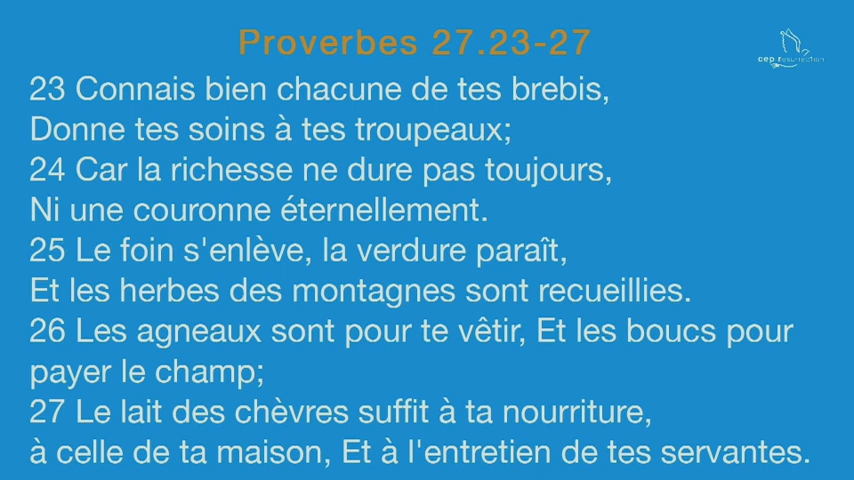 Proverbes 27.23-27
cep résurrection
23 Connais bien chacune de tes brebis,
Donne tes soins à tes troupeaux;
24 Car la richesse ne dure pas toujours,
Ni une couronne éternellement.
25 Le foin s'enlève, la verdure paraît,
Et les herbes des montagnes sont recueillies.
26 Les agneaux sont pour te vêtir, Et les boucs pour
payer le champ;
27 Le lait des chèvres suffit à ta nourriture,
à celle de ta maison, Et à l'entretien de tes servantes.